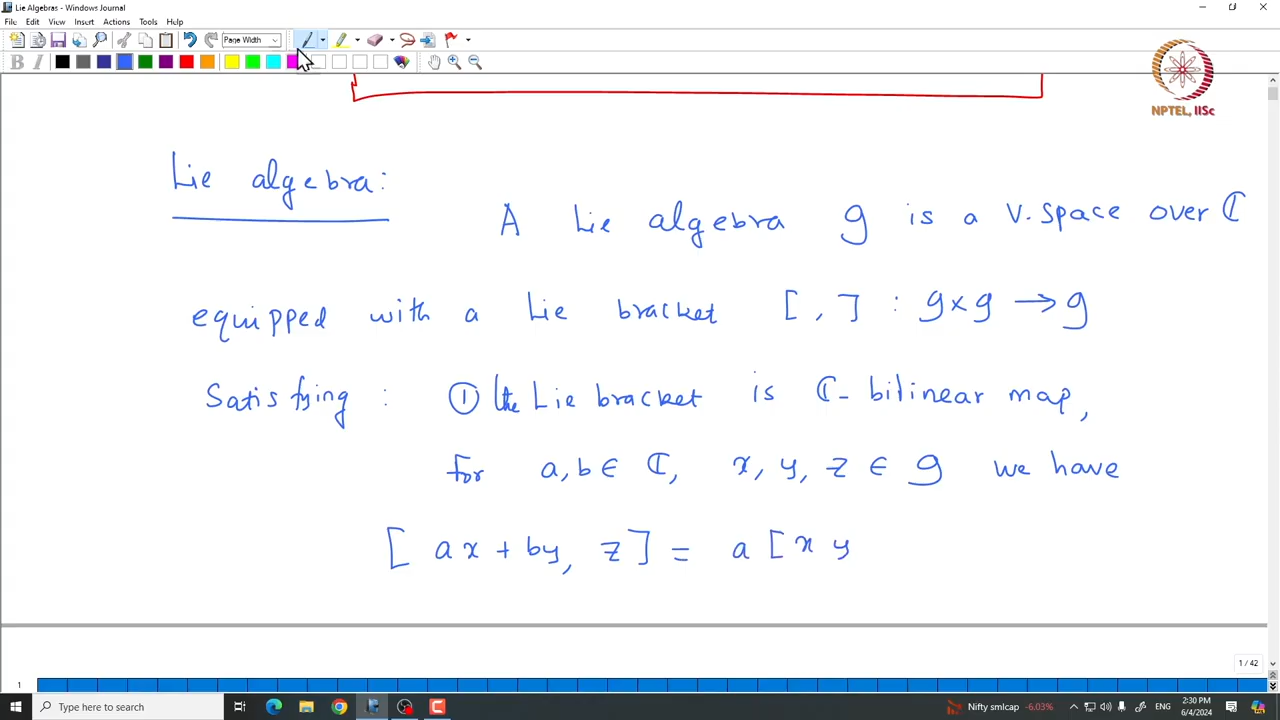 Lie Algebras - Windows Journal
File Edit View Insert Actions Tools Help
Page Width
NPTEL, IISc
Lie algebra:
A Lie algebra g is a v. space over ℂ
equipped with a Lie bracket [ , ] : g × g → g
Satisfying : ① the Lie bracket is ℂ- bilinear map,
for a, b ∈ ℂ, x, y, z ∈ g we have
[ ax + by, z ] = a [ x y
1 / 42
1
Type here to search
Nifty smlcap -6.03%
2:30 PM
6/4/2024